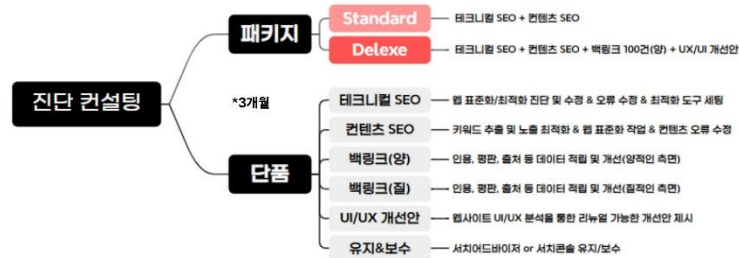 진단 컨설팅
패키지
Standard
테크니컬 SEO + 컨텐츠 SEO
Delexe
테크니컬 SEO + 컨텐츠 SEO + 백링크 100건(양) + UX/UI 개선안
*3개월
단품
테크니컬 SEO
웹 표준화/최적화 진단 및 수정 & 오류 수정 & 최적화 도구 세팅
컨텐츠 SEO
키워드 추출 및 노출 최적화 & 웹 표준화 작업 & 컨텐츠 오류 수정
백링크(양)
인용, 평판, 출처 등 데이터 적립 및 개선(양적인 측면)
백링크(질)
인용, 평판, 출처 등 데이터 적립 및 개선(질적인 측면)
UI/UX 개선안
웹사이트 UI/UX 분석을 통한 리뉴얼 가능한 개선안 제시
유지&보수
서치어드바이저 or 서치콘솔 유지/보수